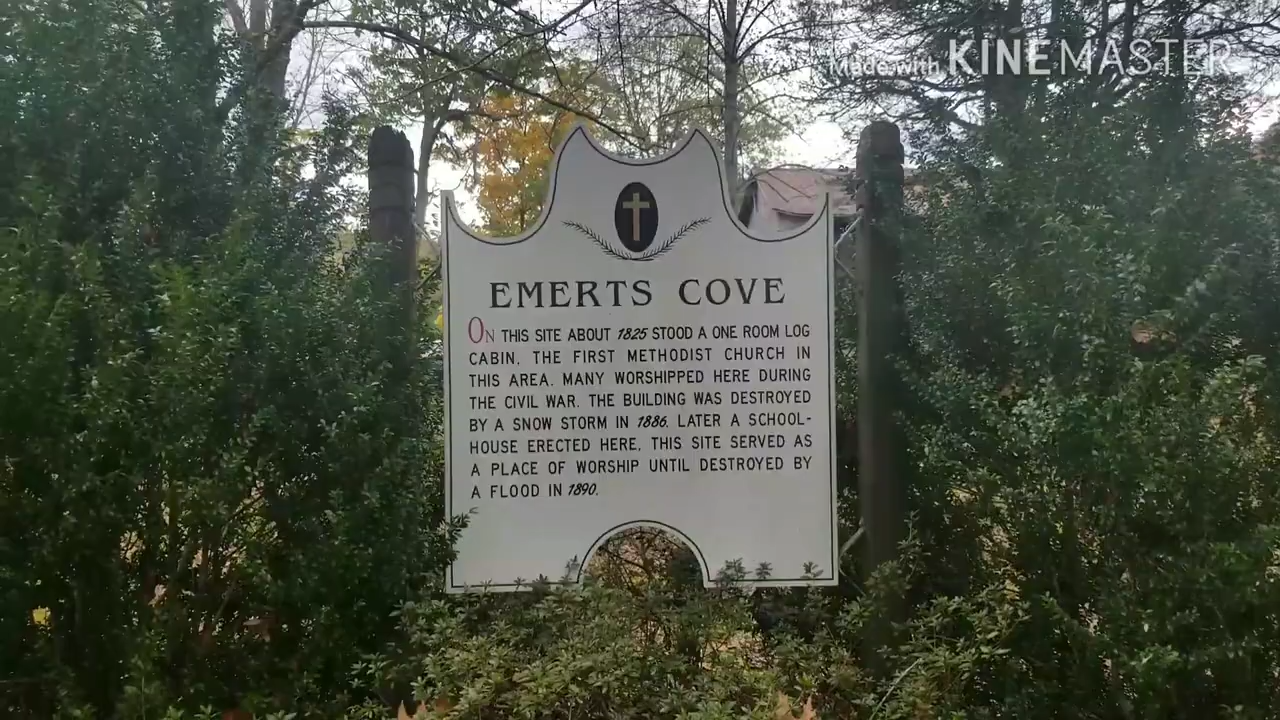 Made with KINEMASTER
EMERTS COVE
ON THIS SITE ABOUT 1825 STOOD A ONE ROOM LOG
CABIN, THE FIRST METHODIST CHURCH IN
THIS AREA. MANY WORSHIPPED HERE DURING
THE CIVIL WAR. THE BUILDING WAS DESTROYED
BY A SNOW STORM IN 1886. LATER A SCHOOL-
HOUSE ERECTED HERE, THIS SITE SERVED AS
A PLACE OF WORSHIP UNTIL DESTROYED BY
A FLOOD IN 1890.